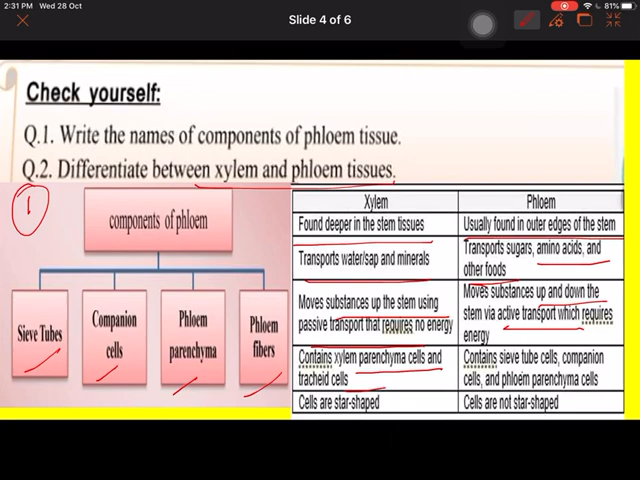 2:31 PM Wed 28 Oct
81%
Slide 4 of 6
Check yourself:
Q.1. Write the names of components of phloem tissue.
Q.2. Differentiate between xylem and phloem tissues.
1
components of phloem
Sieve Tubes
Companion
cells
Phloem
parenchyma
Phloem
fibers
Xylem
Phloem
Found deeper in the stem tissues
Usually found in outer edges of the stem
Transports water/sap and minerals
Transports sugars, amino acids, and
other foods
Moves substances up the stem using
passive transport that requires no energy
Moves substances up and down the
stem via active transport which requires
energy
Contains xylem parenchyma cells and
tracheid cells
Contains sieve tube cells, companion
cells, and phloem parenchyma cells
Cells are star-shaped
Cells are not star-shaped